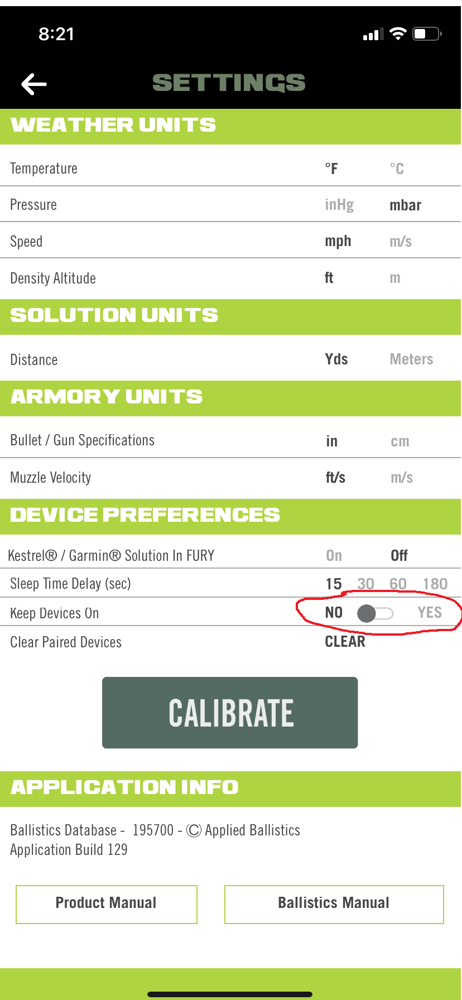 8:21
SETTINGS
WEATHER UNITS
Temperature °F °C
Pressure inHg mbar
Speed mph m/s
Density Altitude ft m
SOLUTION UNITS
Distance Yds Meters
ARMORY UNITS
Bullet / Gun Specifications in cm
Muzzle Velocity ft/s m/s
DEVICE PREFERENCES
Kestrel® / Garmin® Solution In FURY On Off
Sleep Time Delay (sec) 15 30 60 180
Keep Devices On NO YES
Clear Paired Devices CLEAR
CALIBRATE
APPLICATION INFO
Ballistics Database - 195700 - © Applied Ballistics
Application Build 129
Product Manual Ballistics Manual